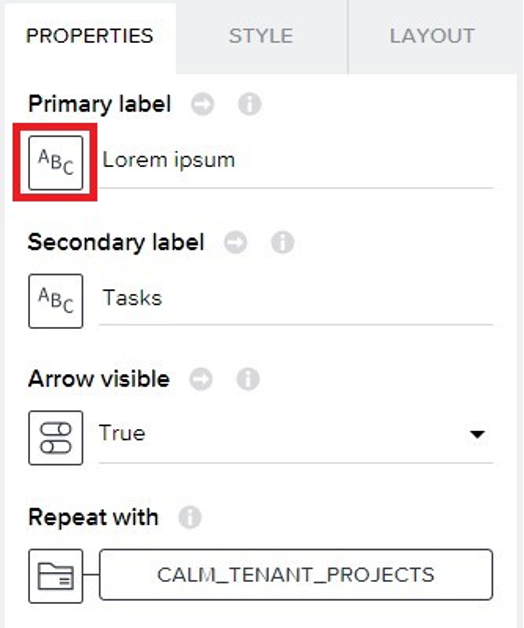 PROPERTIES STYLE LAYOUT
Primary label
ABC Lorem ipsum
Secondary label
ABC Tasks
Arrow visible
True
Repeat with
CALM_TENANT_PROJECTS